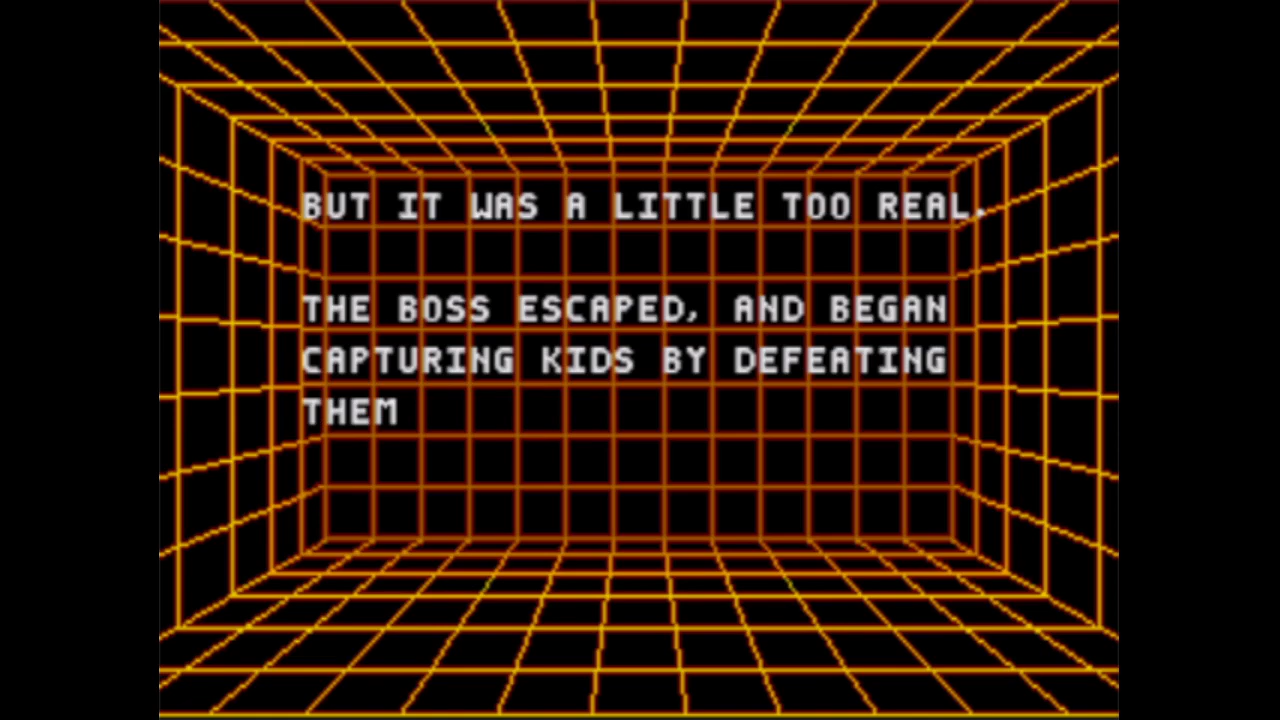 BUT IT WAS A LITTLE TOO REAL.
THE BOSS ESCAPED, AND BEGAN
CAPTURING KIDS BY DEFEATING
THEM